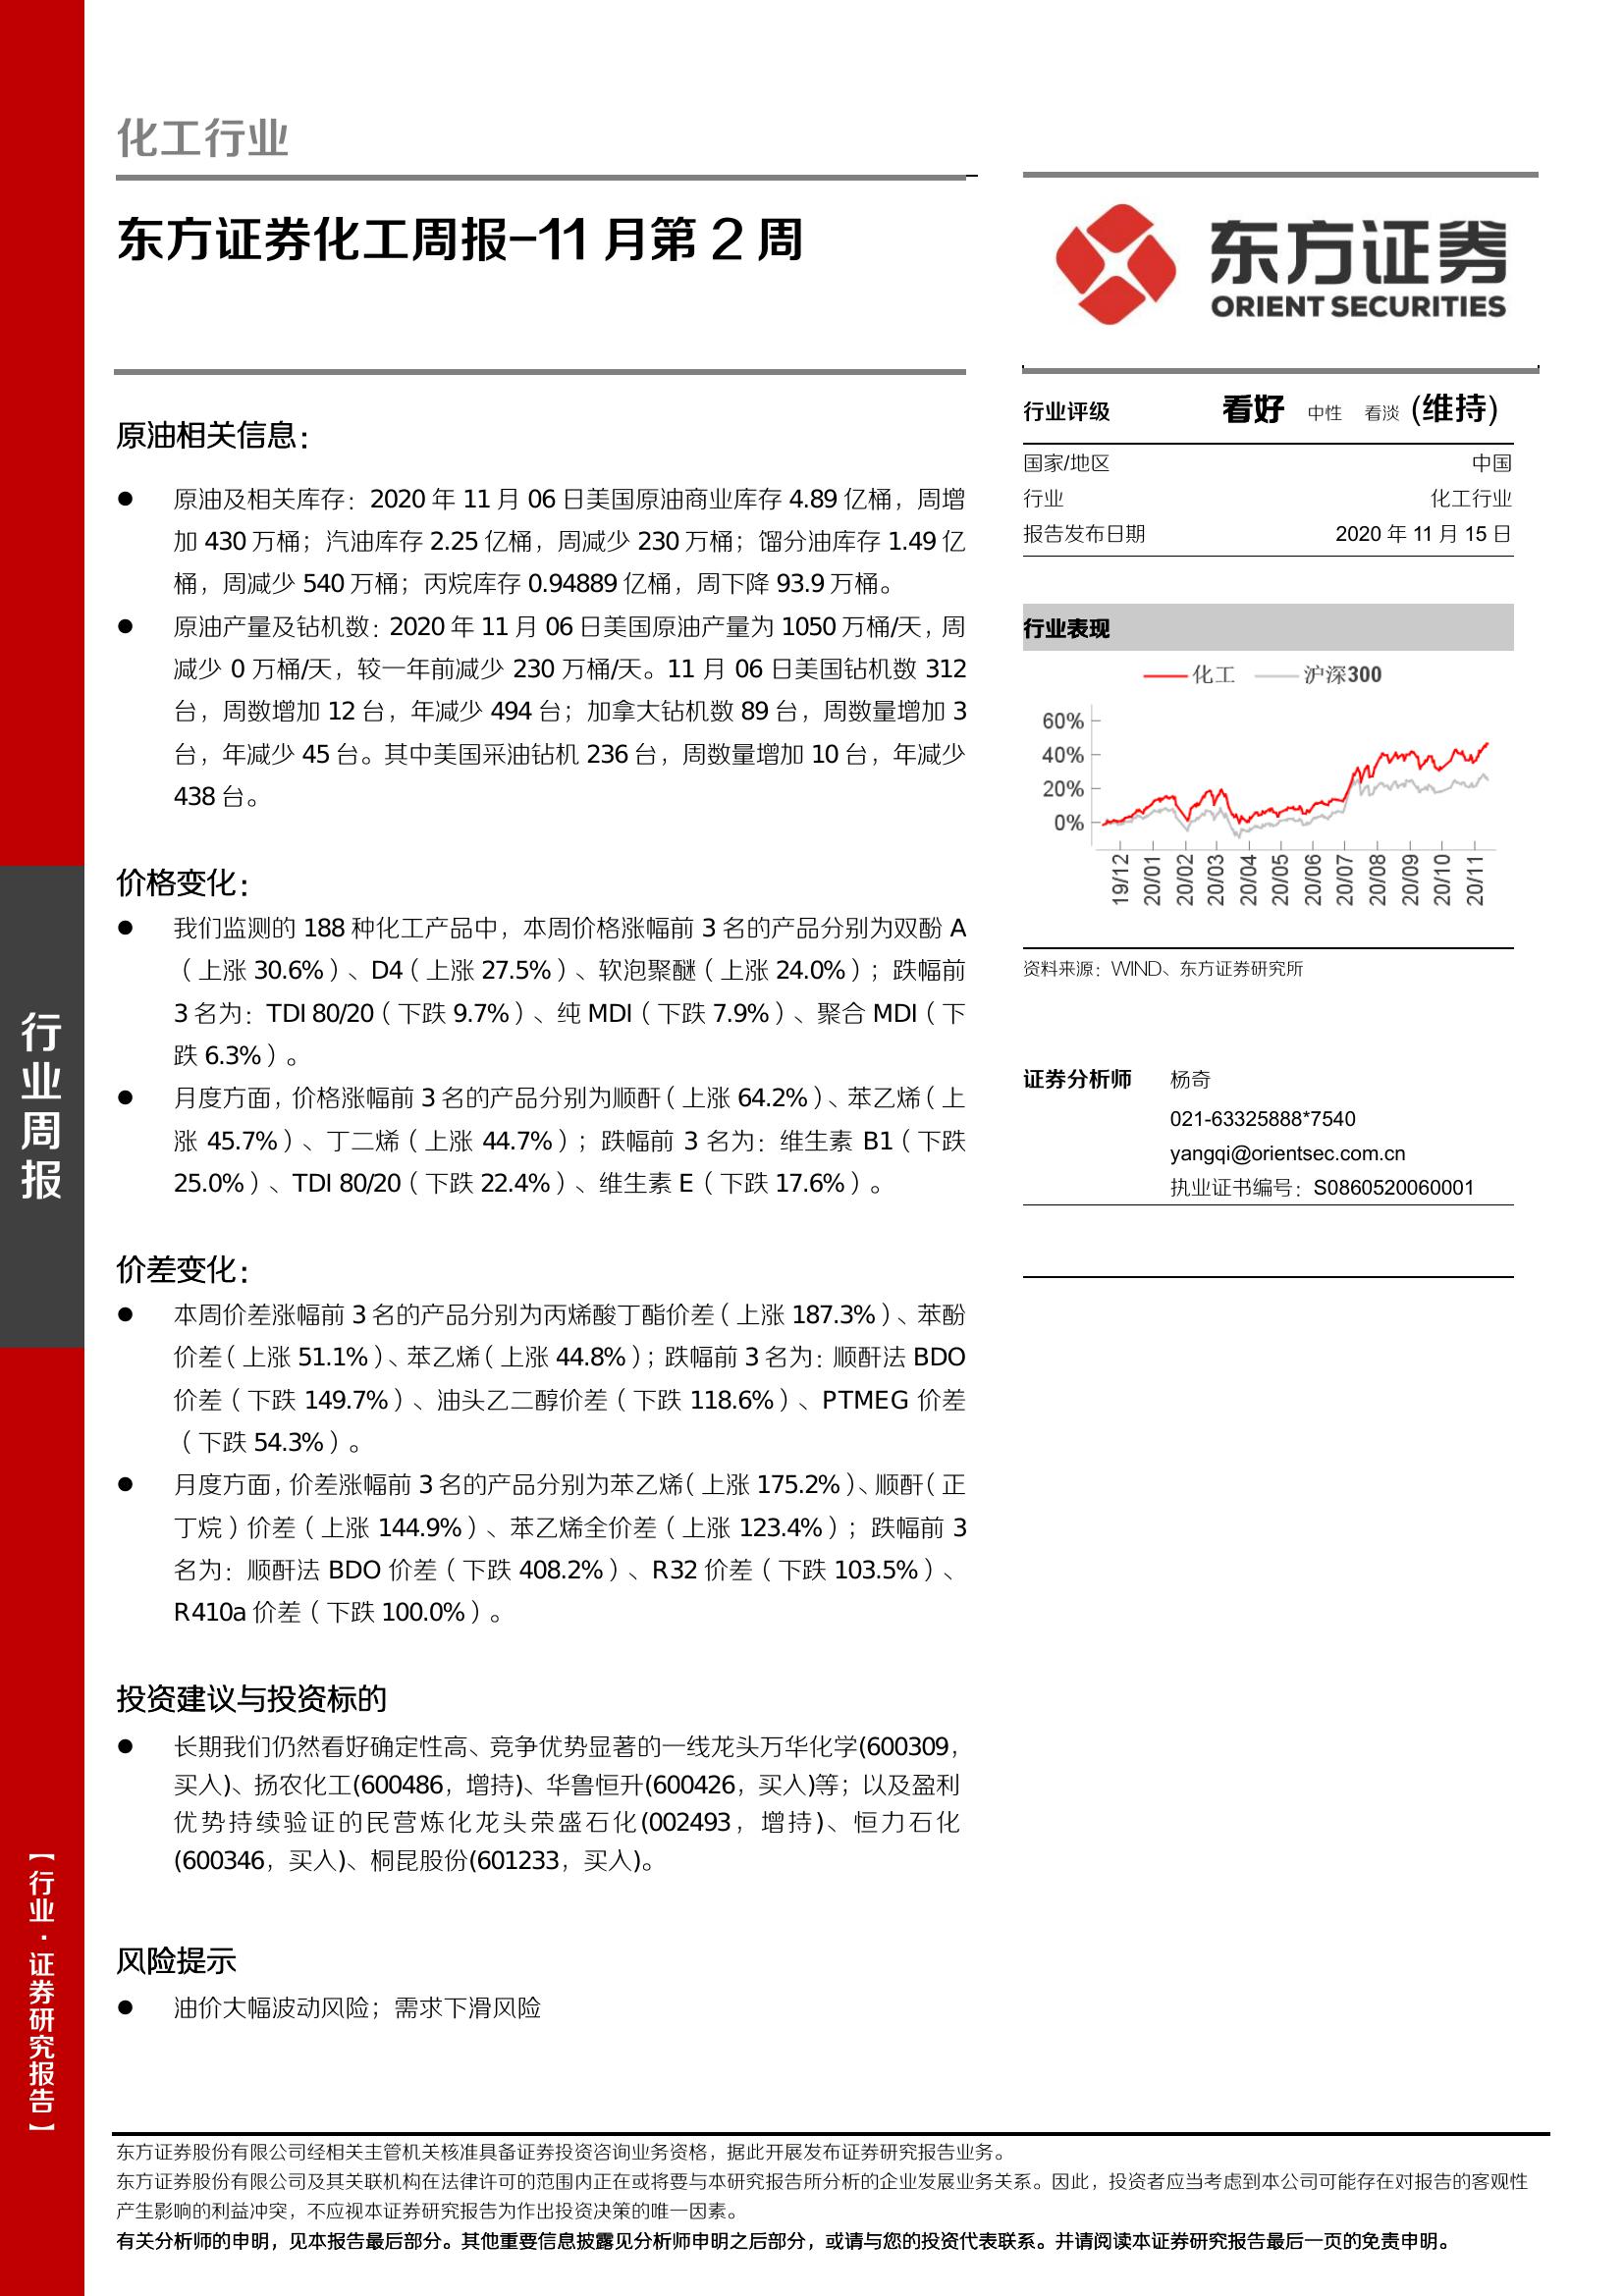 化工行业
东方证券化工周报-11 月第 2 周
东方证券
ORIENT SECURITIES
原油相关信息：
● 原油及相关库存：2020 年 11 月 06 日美国原油商业库存 4.89 亿桶，周增
加 430 万桶；汽油库存 2.25 亿桶，周减少 230 万桶；馏分油库存 1.49 亿
桶，周减少 540 万桶；丙烷库存 0.94889 亿桶，周下降 93.9 万桶。
● 原油产量及钻机数：2020 年 11 月 06 日美国原油产量为 1050 万桶/天，周
减少 0 万桶/天，较一年前减少 230 万桶/天。11 月 06 日美国钻机数 312
台，周数增加 12 台，年减少 494 台；加拿大钻机数 89 台，周数量增加 3
台，年减少 45 台。其中美国采油钻机 236 台，周数量增加 10 台，年减少
438 台。
价格变化：
● 我们监测的 188 种化工产品中，本周价格涨幅前 3 名的产品分别为双酚 A
（上涨 30.6%）、D4（上涨 27.5%）、软泡聚醚（上涨 24.0%）；跌幅前
3 名为：TDI 80/20（下跌 9.7%）、纯 MDI（下跌 7.9%）、聚合 MDI（下
跌 6.3%）。
● 月度方面，价格涨幅前 3 名的产品分别为顺酐（上涨 64.2%）、苯乙烯（上
涨 45.7%）、丁二烯（上涨 44.7%）；跌幅前 3 名为：维生素 B1（下跌
25.0%）、TDI 80/20（下跌 22.4%）、维生素 E（下跌 17.6%）。
价差变化：
● 本周价差涨幅前 3 名的产品分别为丙烯酸丁酯价差（上涨 187.3%）、苯酚
价差（上涨 51.1%）、苯乙烯（上涨 44.8%）；跌幅前 3 名为：顺酐法 BDO
价差（下跌 149.7%）、油头乙二醇价差（下跌 118.6%）、PTMEG 价差
（下跌 54.3%）。
● 月度方面，价差涨幅前 3 名的产品分别为苯乙烯（上涨 175.2%）、顺酐（正
丁烷）价差（上涨 144.9%）、苯乙烯全价差（上涨 123.4%）；跌幅前 3
名为：顺酐法 BDO 价差（下跌 408.2%）、R32 价差（下跌 103.5%）、
R410a 价差（下跌 100.0%）。
投资建议与投资标的
● 长期我们仍然看好确定性高、竞争优势显著的一线龙头万华化学(600309，
买入)、扬农化工(600486，增持)、华鲁恒升(600426，买入)等；以及盈利
优势持续验证的民营炼化龙头荣盛石化(002493，增持)、恒力石化
(600346，买入)、桐昆股份(601233，买入)。
风险提示
● 油价大幅波动风险；需求下滑风险
行业评级 看好 中性 看淡 (维持)
国家/地区 中国
行业 化工行业
报告发布日期 2020 年 11 月 15 日
行业表现
化工 沪深300
60%
40%
20%
0%
19/12 20/01 20/02 20/03 20/04 20/05 20/06 20/07 20/08 20/09 20/10 20/11
资料来源：WIND、东方证券研究所
证券分析师 杨奇
021-63325888*7540
yangqi@orientsec.com.cn
执业证书编号：S0860520060001
行业周报
【行业·证券研究报告】
东方证券股份有限公司经相关主管机关核准具备证券投资咨询业务资格，据此开展发布证券研究报告业务。
东方证券股份有限公司及其关联机构在法律许可的范围内正在或将要与本研究报告所分析的企业发展业务关系。因此，投资者应当考虑到本公司可能存在对报告的客观性
产生影响的利益冲突，不应视本证券研究报告为作出投资决策的唯一因素。
有关分析师的申明，见本报告最后部分。其他重要信息披露见分析师申明之后部分，或请与您的投资代表联系。并请阅读本证券研究报告最后一页的免责申明。